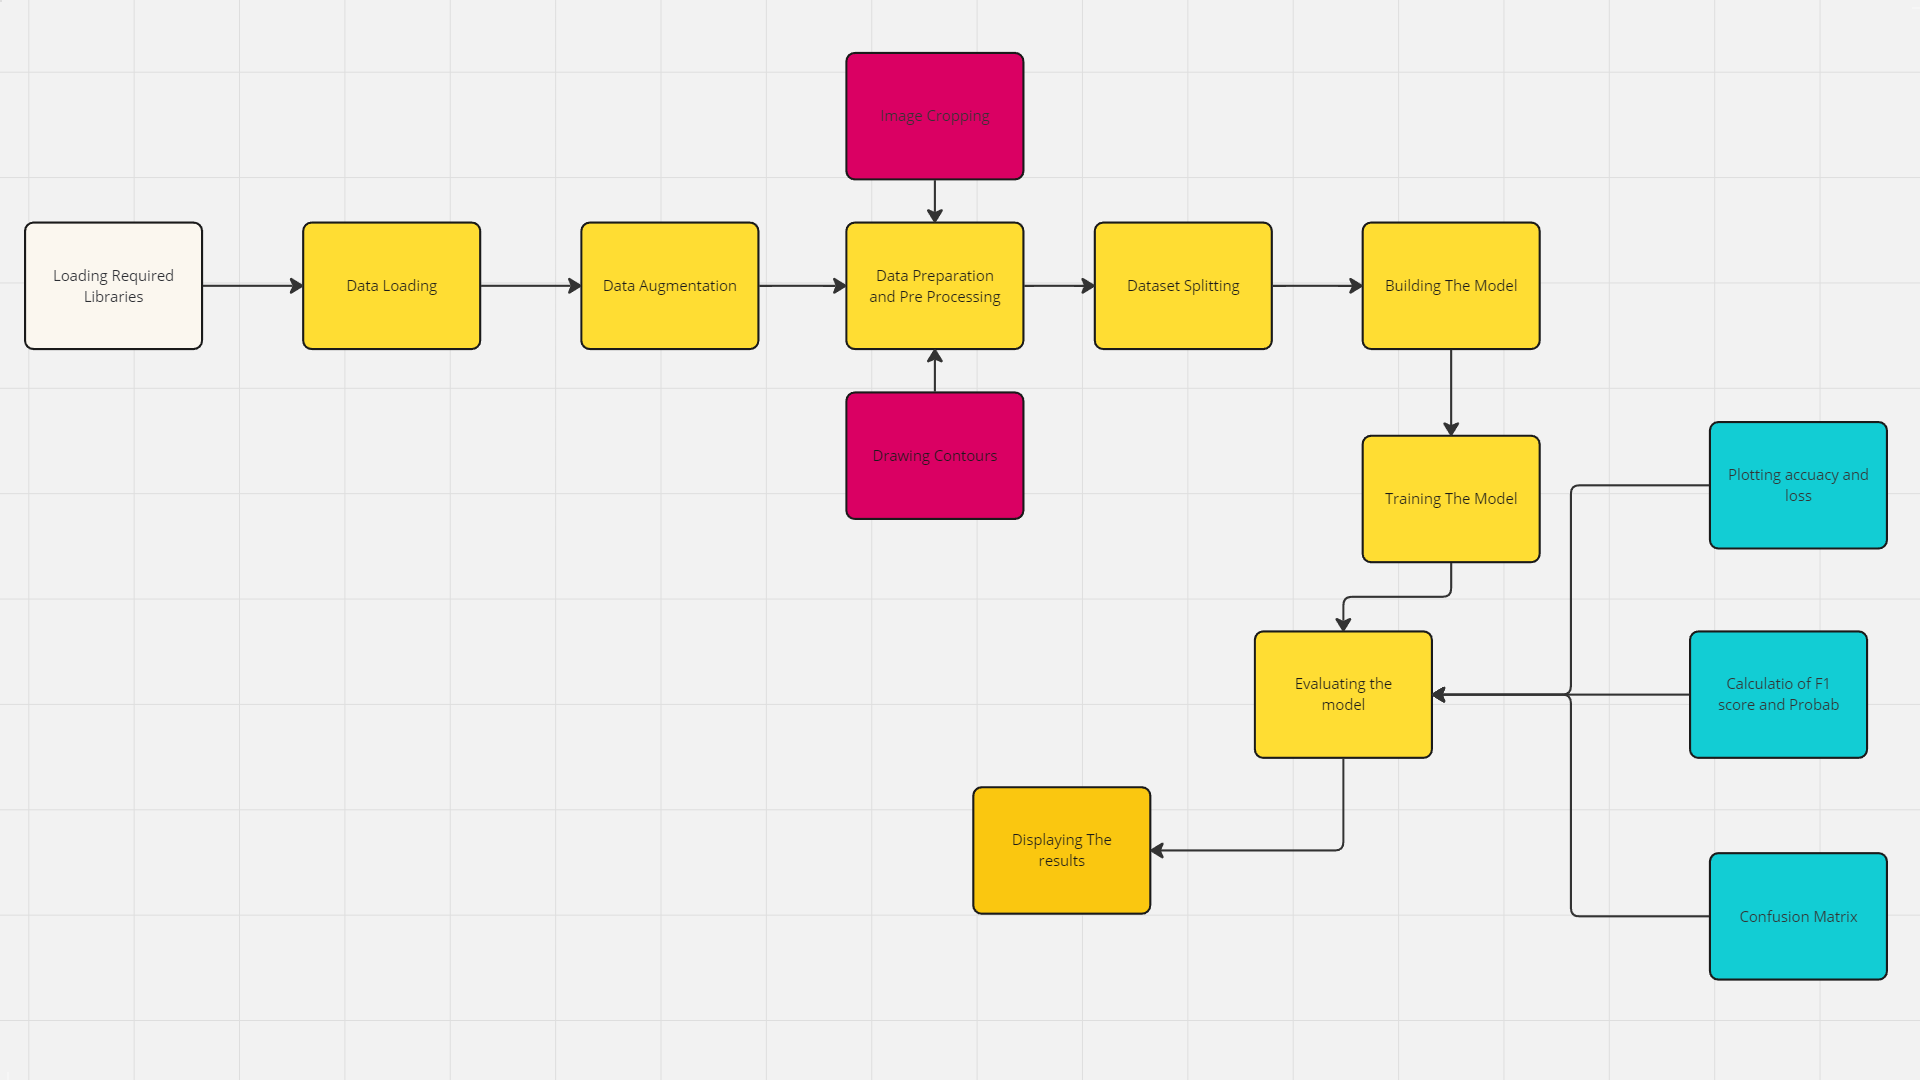 Image Cropping
Loading Required
Libraries
Data Loading
Data Augmentation
Data Preparation
and Pre Processing
Dataset Splitting
Building The Model
Drawing Contours
Training The Model
Plotting accuacy and
loss
Evaluating the
model
Calculatio of F1
score and Probab
Displaying The
results
Confusion Matrix